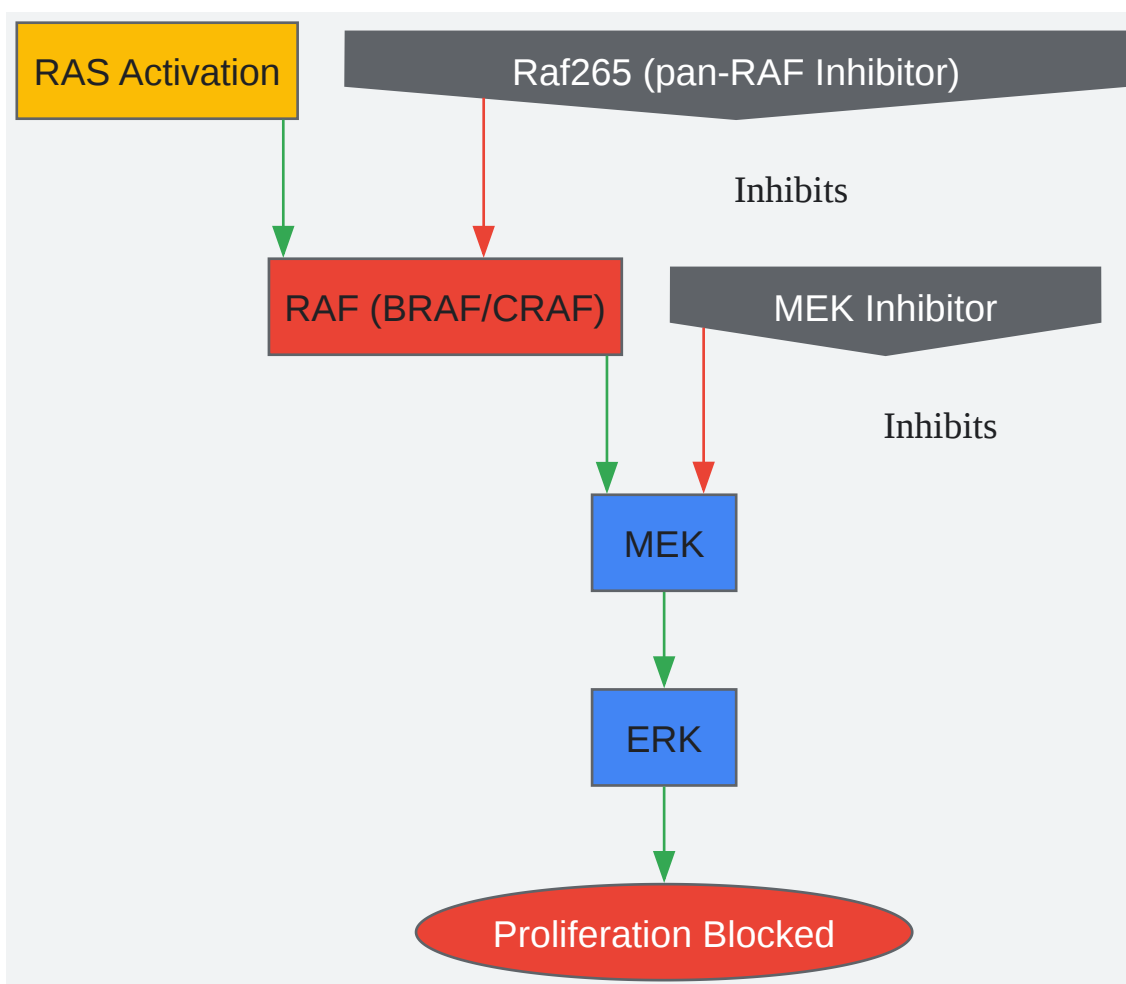 RAS Activation
Raf265 (pan-RAF Inhibitor)
Inhibits
RAF (BRAF/CRAF)
MEK Inhibitor
Inhibits
MEK
ERK
Proliferation Blocked